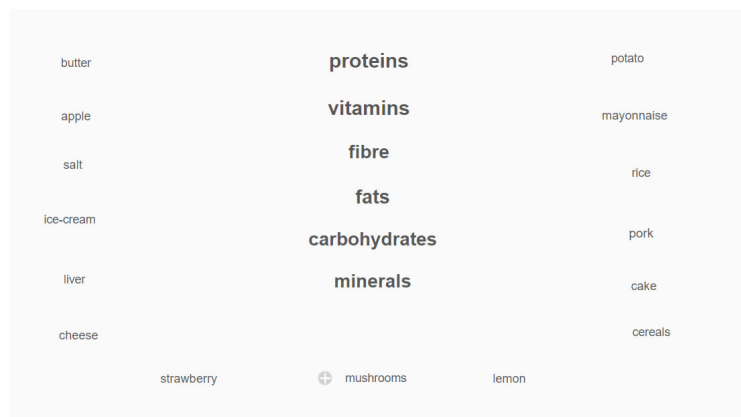 butter proteins potato
apple vitamins mayonnaise
salt fibre rice
ice-cream fats pork
liver carbohydrates cake
cheese minerals cereals
strawberry mushrooms lemon